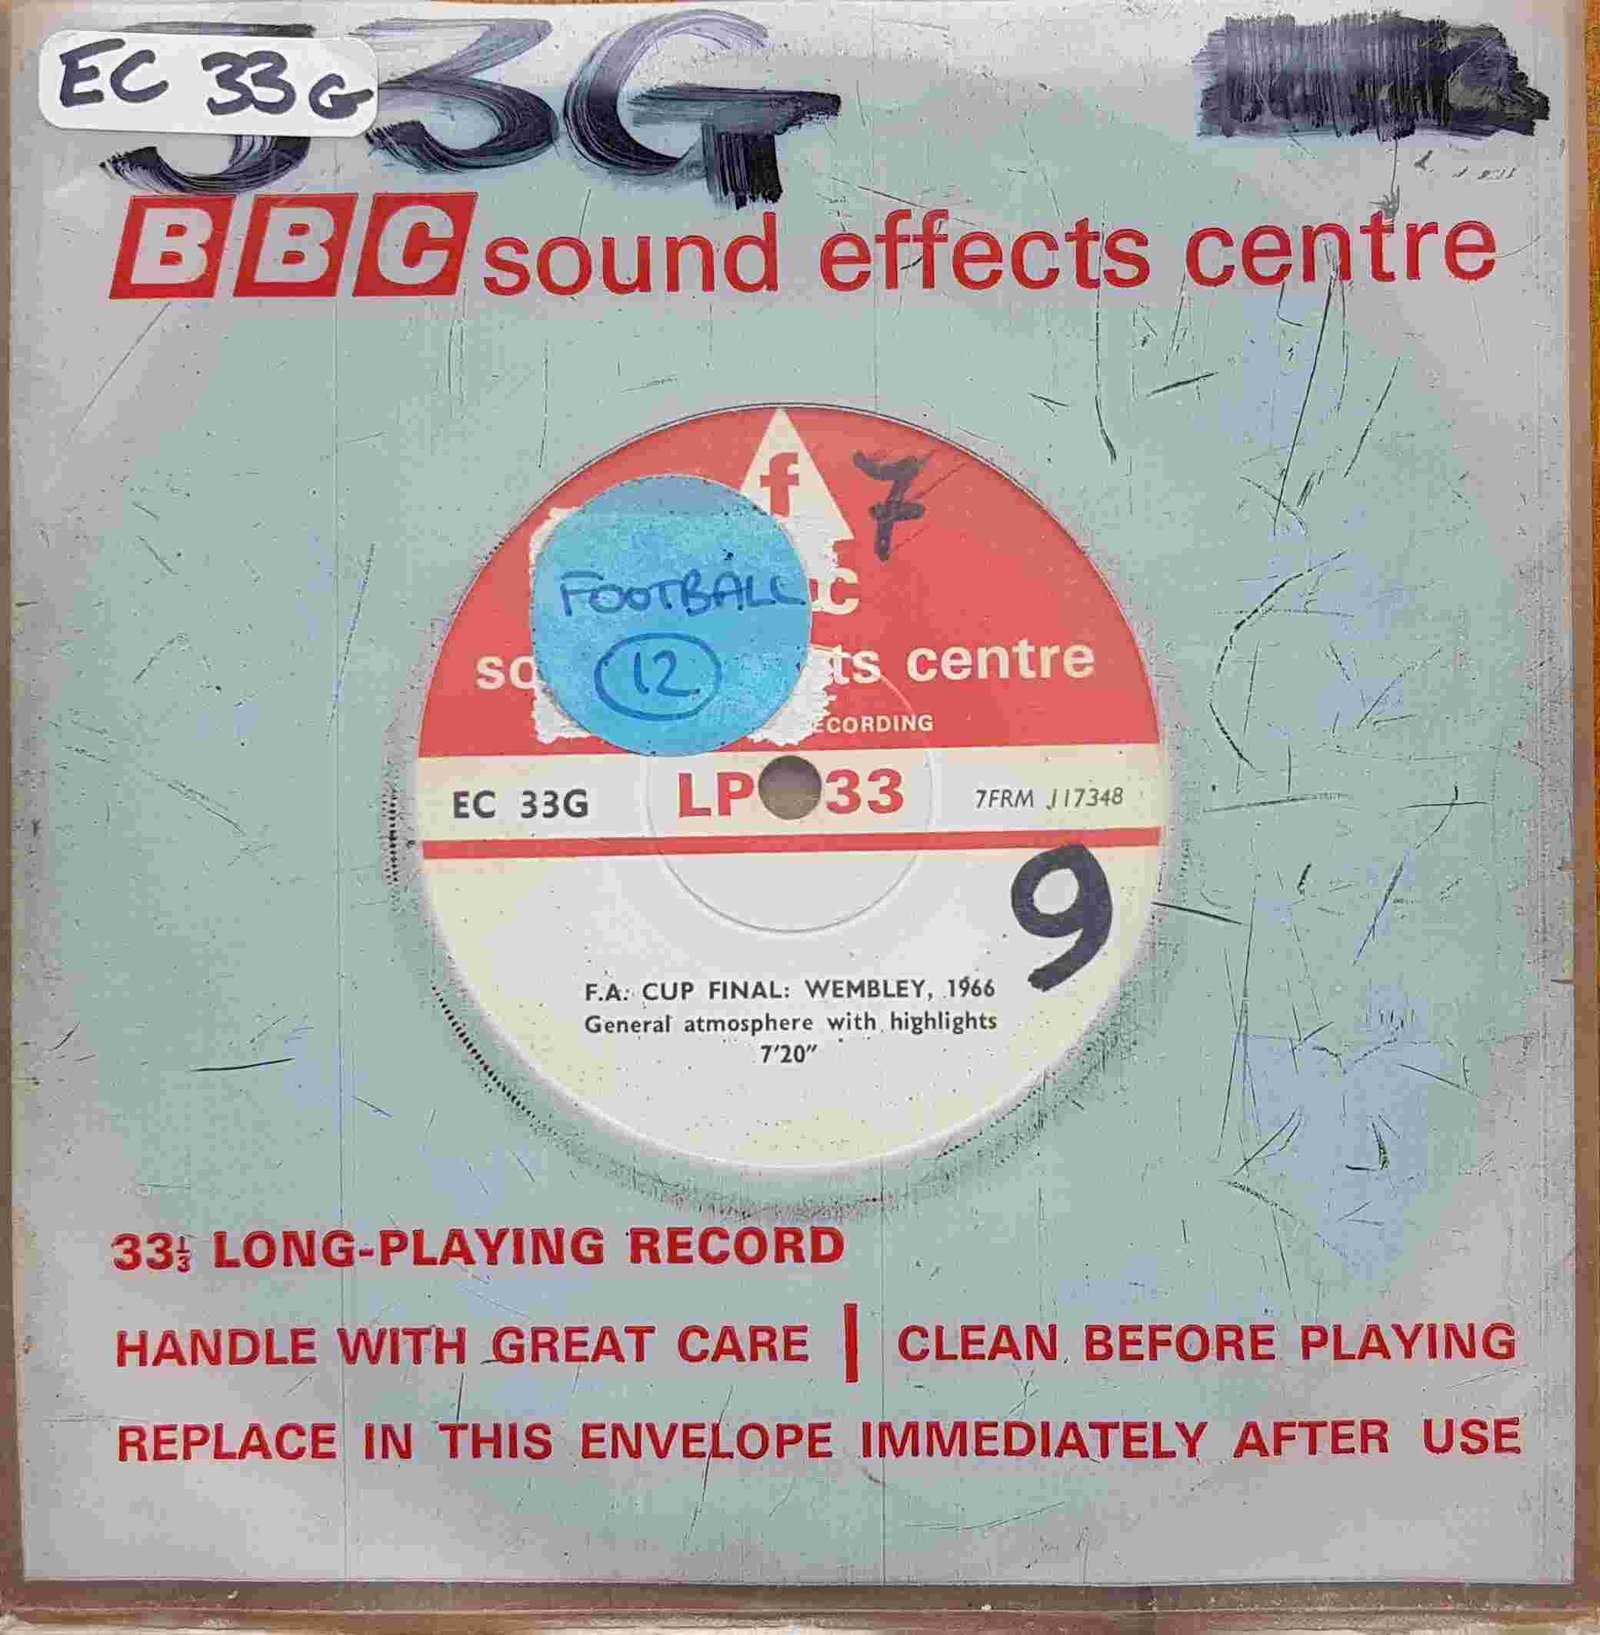 33G
EC 33G
BBC sound effects centre
f
7
FOOTBALL
12
c
ts centre
LP 33
EC 33G
7FRM J17348
9
F.A. CUP FINAL: WEMBLEY, 1966
General atmosphere with highlights
7'20"
33⅓ LONG-PLAYING RECORD
HANDLE WITH GREAT CARE | CLEAN BEFORE PLAYING
REPLACE IN THIS ENVELOPE IMMEDIATELY AFTER USE